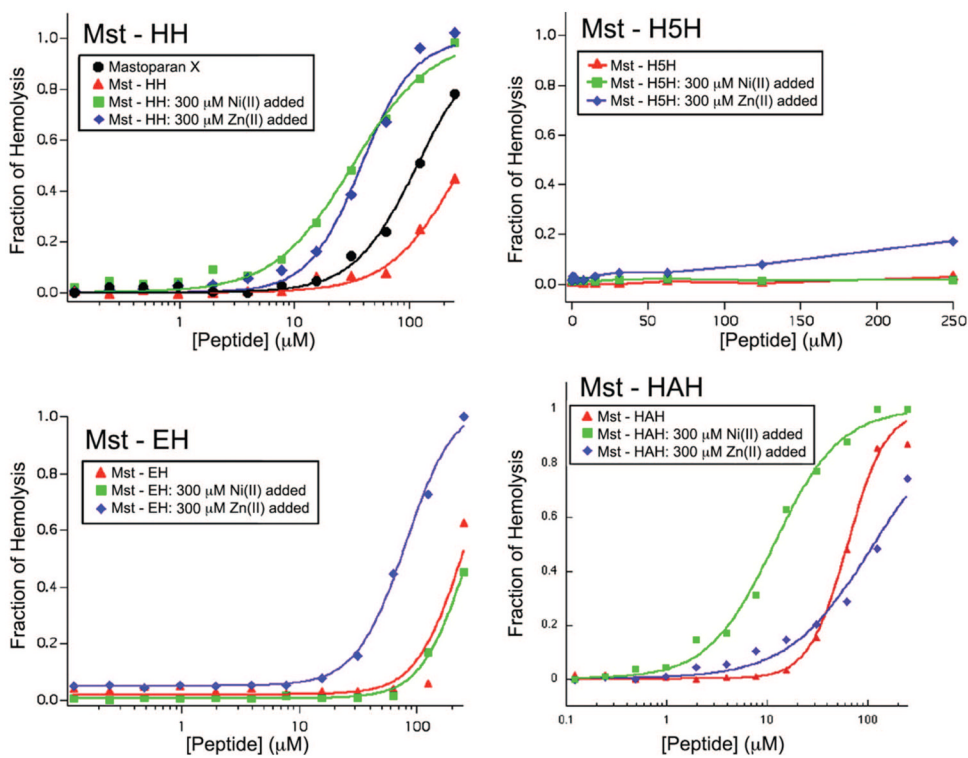 Mst - HH
Mastoparan X
Mst - HH
Mst - HH: 300 μM Ni(II) added
Mst - HH: 300 μM Zn(II) added
Fraction of Hemolysis
1.0
0.8
0.6
0.4
0.2
0.0
1
10
100
[Peptide] (μM)
Mst - H5H
Mst - H5H
Mst - H5H: 300 μM Ni(II) added
Mst - H5H: 300 μM Zn(II) added
Fraction of Hemolysis
1.0
0.8
0.6
0.4
0.2
0.0
0
50
100
150
200
250
[Peptide] (μM)
Mst - EH
Mst - EH
Mst - EH: 300 μM Ni(II) added
Mst - EH: 300 μM Zn(II) added
Fraction of Hemolysis
1.0
0.8
0.6
0.4
0.2
0.0
1
10
100
[Peptide] (μM)
Mst - HAH
Mst - HAH
Mst - HAH: 300 μM Ni(II) added
Mst - HAH: 300 μM Zn(II) added
Fraction of Hemolysis
1
0.8
0.6
0.4
0.2
0
0.1
1
10
100
[Peptide] (μM)